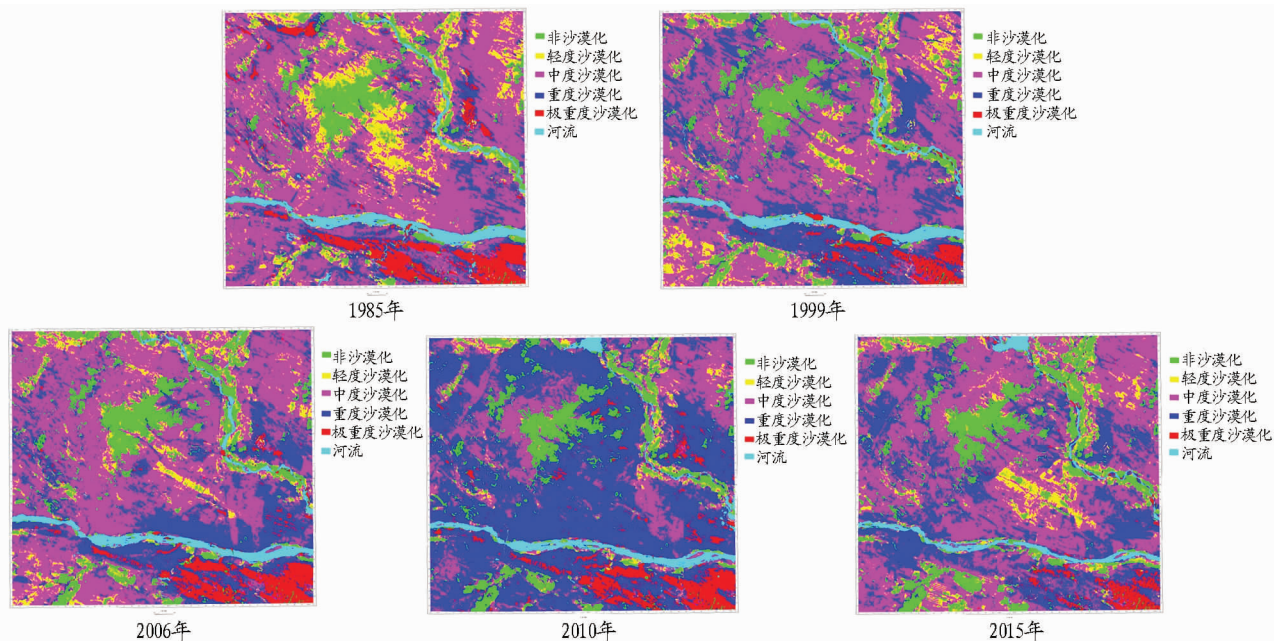 非沙漠化
轻度沙漠化
中度沙漠化
重度沙漠化
极重度沙漠化
河流
1985年
非沙漠化
轻度沙漠化
中度沙漠化
重度沙漠化
极重度沙漠化
河流
1999年
非沙漠化
轻度沙漠化
中度沙漠化
重度沙漠化
极重度沙漠化
河流
2006年
非沙漠化
轻度沙漠化
中度沙漠化
重度沙漠化
极重度沙漠化
河流
2010年
非沙漠化
轻度沙漠化
中度沙漠化
重度沙漠化
极重度沙漠化
河流
2015年